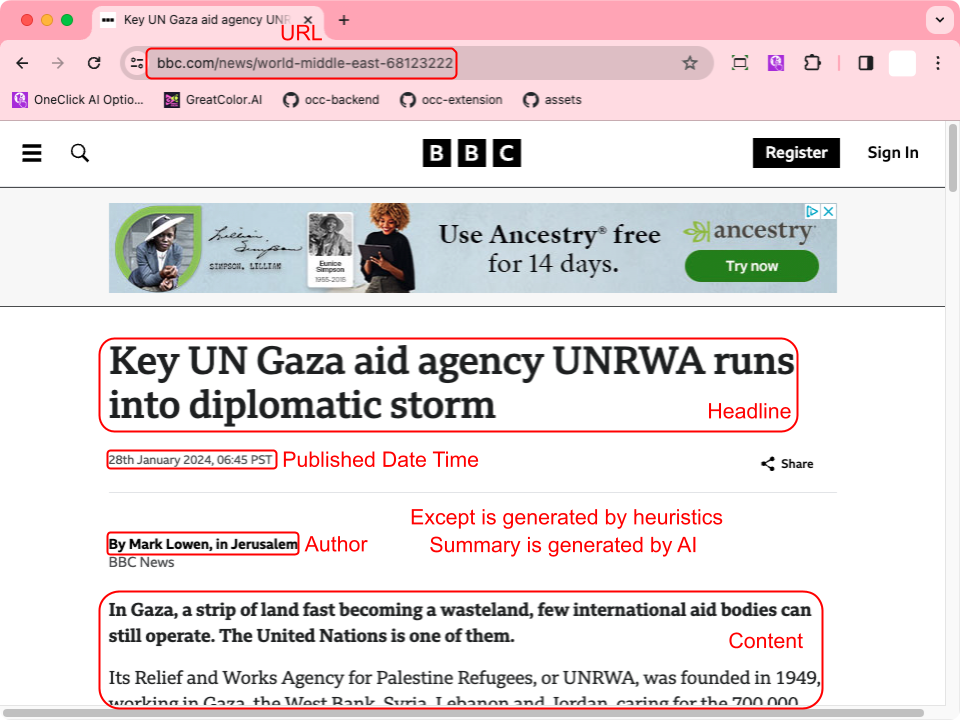 Key UN Gaza aid agency UNR
URL
bbc.com/news/world-middle-east-68123222
OneClick AI Optio... GreatColor.AI occ-backend occ-extension assets
BBC
Register Sign In
Lillian Simpson
SIMPSON, LILLIAN
Eunice
Simpson
1955-2016
Use Ancestry® free
for 14 days.
ancestry
Try now
Key UN Gaza aid agency UNRWA runs
into diplomatic storm
Headline
28th January 2024, 06:45 PST Published Date Time
Share
Except is generated by heuristics
Summary is generated by AI
By Mark Lowen, in Jerusalem Author
BBC News
In Gaza, a strip of land fast becoming a wasteland, few international aid bodies can
still operate. The United Nations is one of them.
Content
Its Relief and Works Agency for Palestine Refugees, or UNRWA, was founded in 1949,
working in Gaza, the West Bank, Syria, Lebanon and Jordan, caring for the 700,000